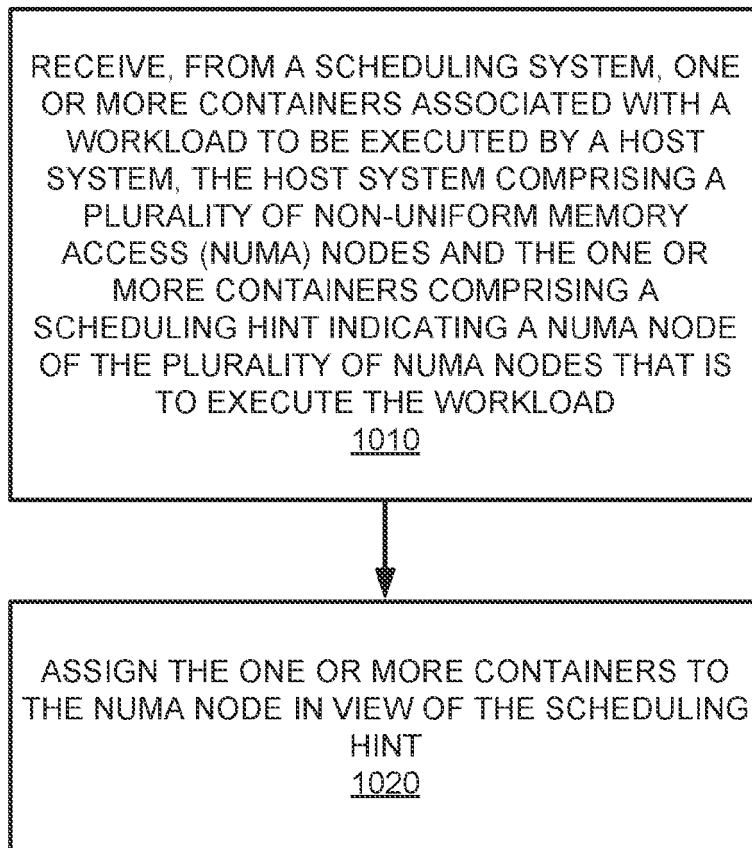 RECEIVE, FROM A SCHEDULING SYSTEM, ONE
OR MORE CONTAINERS ASSOCIATED WITH A
WORKLOAD TO BE EXECUTED BY A HOST
SYSTEM, THE HOST SYSTEM COMPRISING A
PLURALITY OF NON-UNIFORM MEMORY
ACCESS (NUMA) NODES AND THE ONE OR
MORE CONTAINERS COMPRISING A
SCHEDULING HINT INDICATING A NUMA NODE
OF THE PLURALITY OF NUMA NODES THAT IS
TO EXECUTE THE WORKLOAD
1010
ASSIGN THE ONE OR MORE CONTAINERS TO
THE NUMA NODE IN VIEW OF THE SCHEDULING
HINT
1020